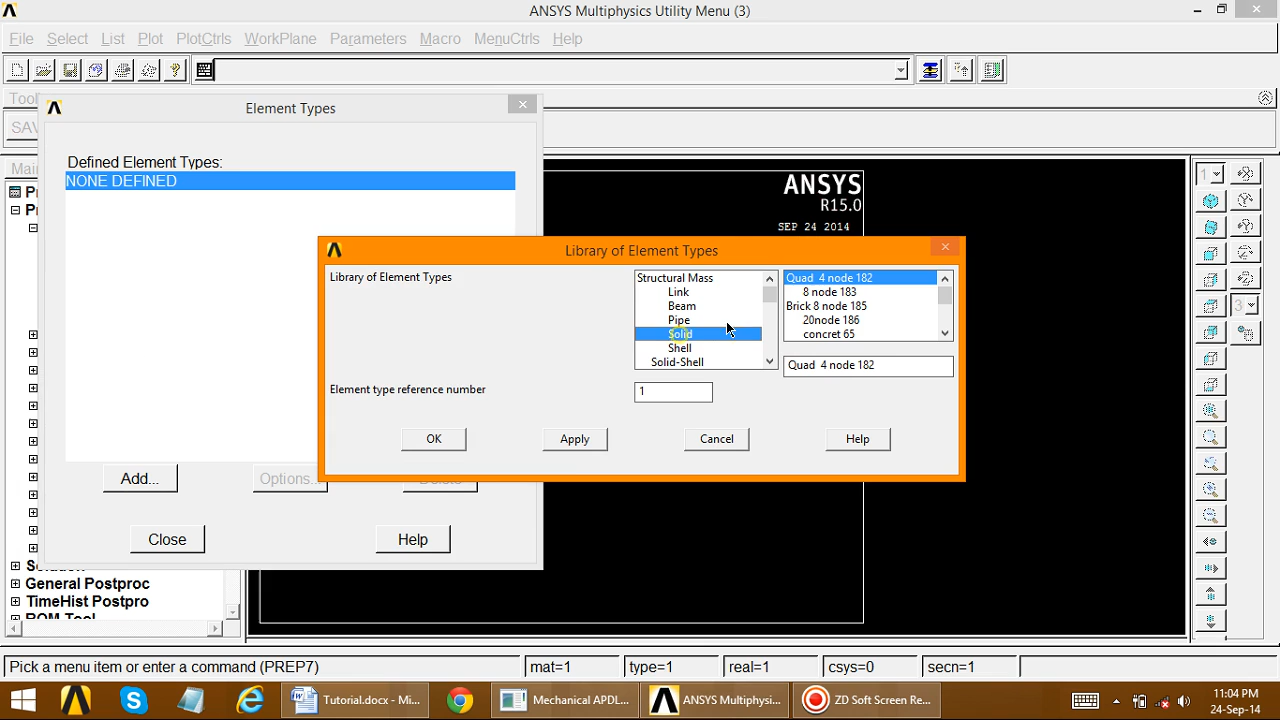 ANSYS Multiphysics Utility Menu (3)
File Select List Plot PlotCtrls WorkPlane Parameters Macro MenuCtrls Help
Element Types
Defined Element Types:
NONE DEFINED
Add... Options...
Close Help
Library of Element Types
Library of Element Types
Structural Mass
Link
Beam
Pipe
Solid
Shell
Solid-Shell
Quad 4 node 182
8 node 183
Brick 8 node 185
20node 186
concret 65
Quad 4 node 182
Element type reference number
1
OK Apply Cancel Help
ANSYS
R15.0
SEP 24 2014
1
3
General Postproc
TimeHist Postpro
Pick a menu item or enter a command (PREP7) mat=1 type=1 real=1 csys=0 secn=1
Tutorial.docx - Mi... Mechanical APDL... ANSYS Multiphysi... ZD Soft Screen Re...
11:04 PM
24-Sep-14